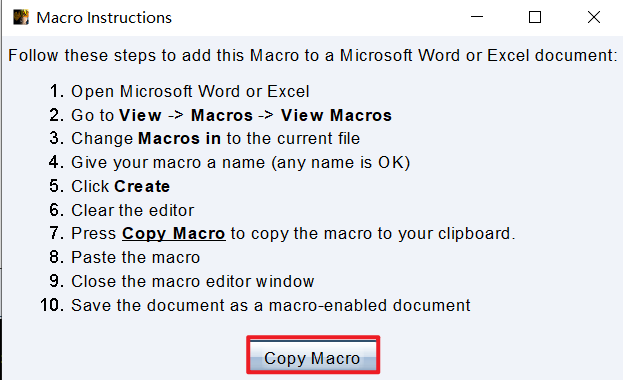 Macro Instructions
Follow these steps to add this Macro to a Microsoft Word or Excel document:
1. Open Microsoft Word or Excel
2. Go to View -> Macros -> View Macros
3. Change Macros in to the current file
4. Give your macro a name (any name is OK)
5. Click Create
6. Clear the editor
7. Press Copy Macro to copy the macro to your clipboard.
8. Paste the macro
9. Close the macro editor window
10. Save the document as a macro-enabled document
Copy Macro